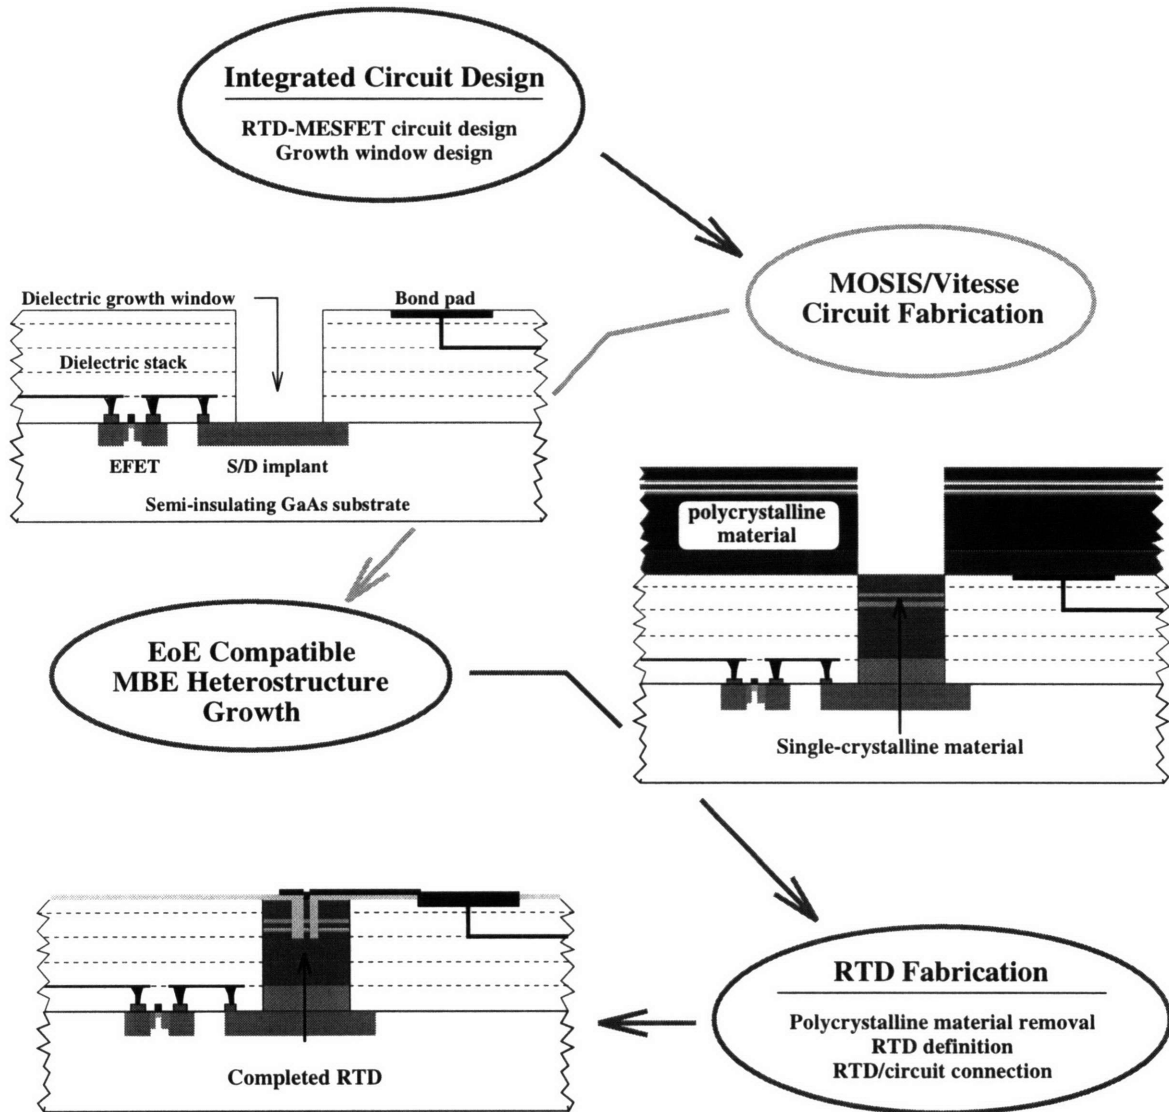 Integrated Circuit Design
RTD-MESFET circuit design
Growth window design
MOSIS/Vitesse
Circuit Fabrication
Dielectric growth window
Bond pad
Dielectric stack
EFET
S/D implant
Semi-insulating GaAs substrate
EoE Compatible
MBE Heterostructure
Growth
polycrystalline
material
Single-crystalline material
RTD Fabrication
Polycrystalline material removal
RTD definition
RTD/circuit connection
Completed RTD